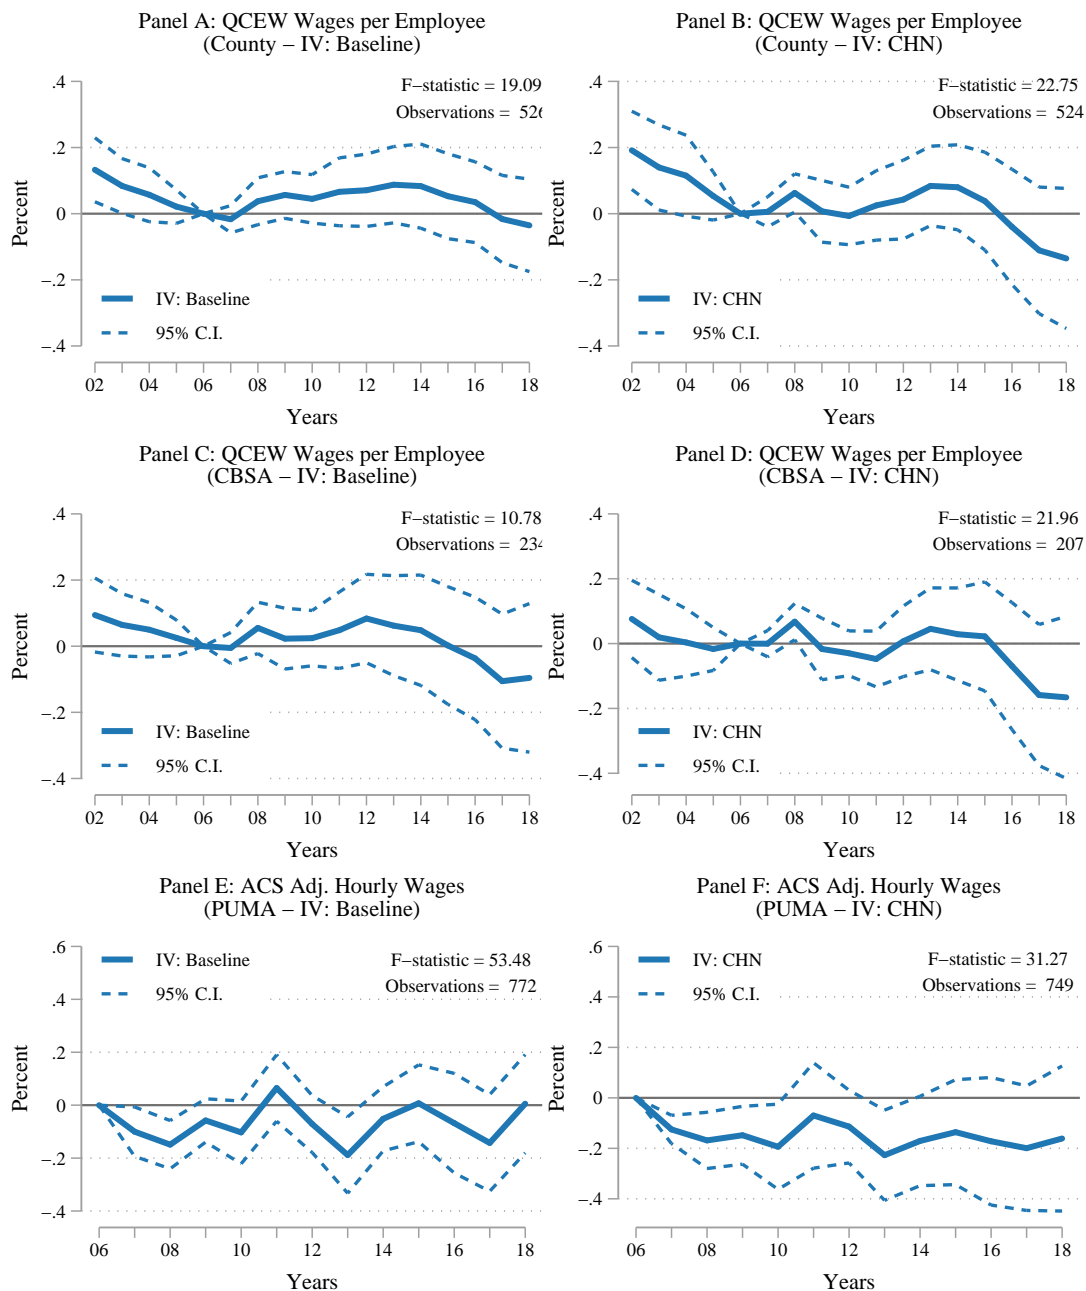 Panel A: QCEW Wages per Employee
(County − IV: Baseline)
F−statistic = 19.09
Observations = 526
.4
.2
0
−.2
−.4
Percent
IV: Baseline
95% C.I.
02 04 06 08 10 12 14 16 18
Years
Panel B: QCEW Wages per Employee
(County − IV: CHN)
F−statistic = 22.75
Observations = 524
.4
.2
0
−.2
−.4
Percent
IV: CHN
95% C.I.
02 04 06 08 10 12 14 16 18
Years
Panel C: QCEW Wages per Employee
(CBSA − IV: Baseline)
F−statistic = 10.78
Observations = 234
.4
.2
0
−.2
−.4
Percent
IV: Baseline
95% C.I.
02 04 06 08 10 12 14 16 18
Years
Panel D: QCEW Wages per Employee
(CBSA − IV: CHN)
F−statistic = 21.96
Observations = 207
.4
.2
0
−.2
−.4
Percent
IV: CHN
95% C.I.
02 04 06 08 10 12 14 16 18
Years
Panel E: ACS Adj. Hourly Wages
(PUMA − IV: Baseline)
IV: Baseline
95% C.I.
F−statistic = 53.48
Observations = 772
.6
.4
.2
0
−.2
−.4
Percent
06 08 10 12 14 16 18
Years
Panel F: ACS Adj. Hourly Wages
(PUMA − IV: CHN)
IV: CHN
95% C.I.
F−statistic = 31.27
Observations = 749
.6
.4
.2
0
−.2
−.4
Percent
06 08 10 12 14 16 18
Years